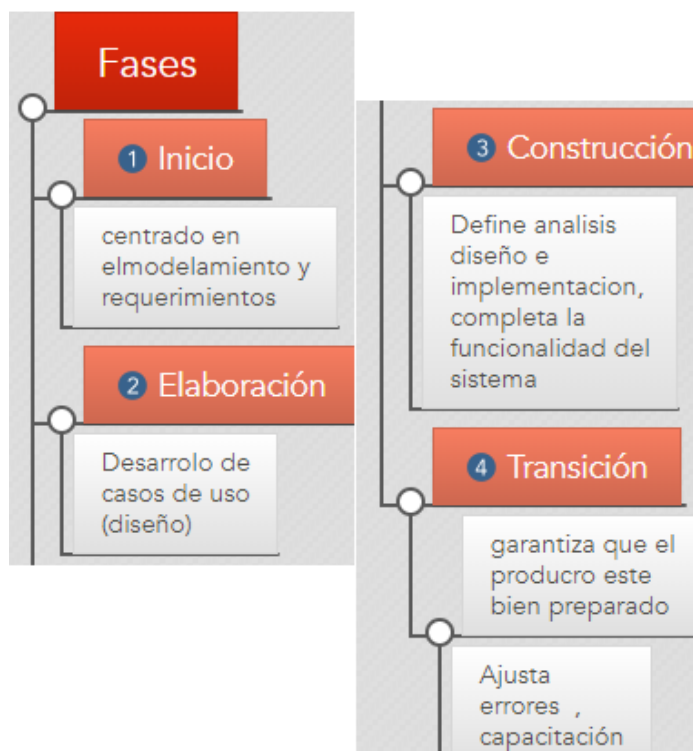 Fases
1 Inicio
centrado en
elmodelamiento y
requerimientos
2 Elaboración
Desarrolo de
casos de uso
(diseño)
3 Construcción
Define analisis
diseño e
implementacion,
completa la
funcionalidad del
sistema
4 Transición
garantiza que el
producro este
bien preparado
Ajusta
errores ,
capacitación